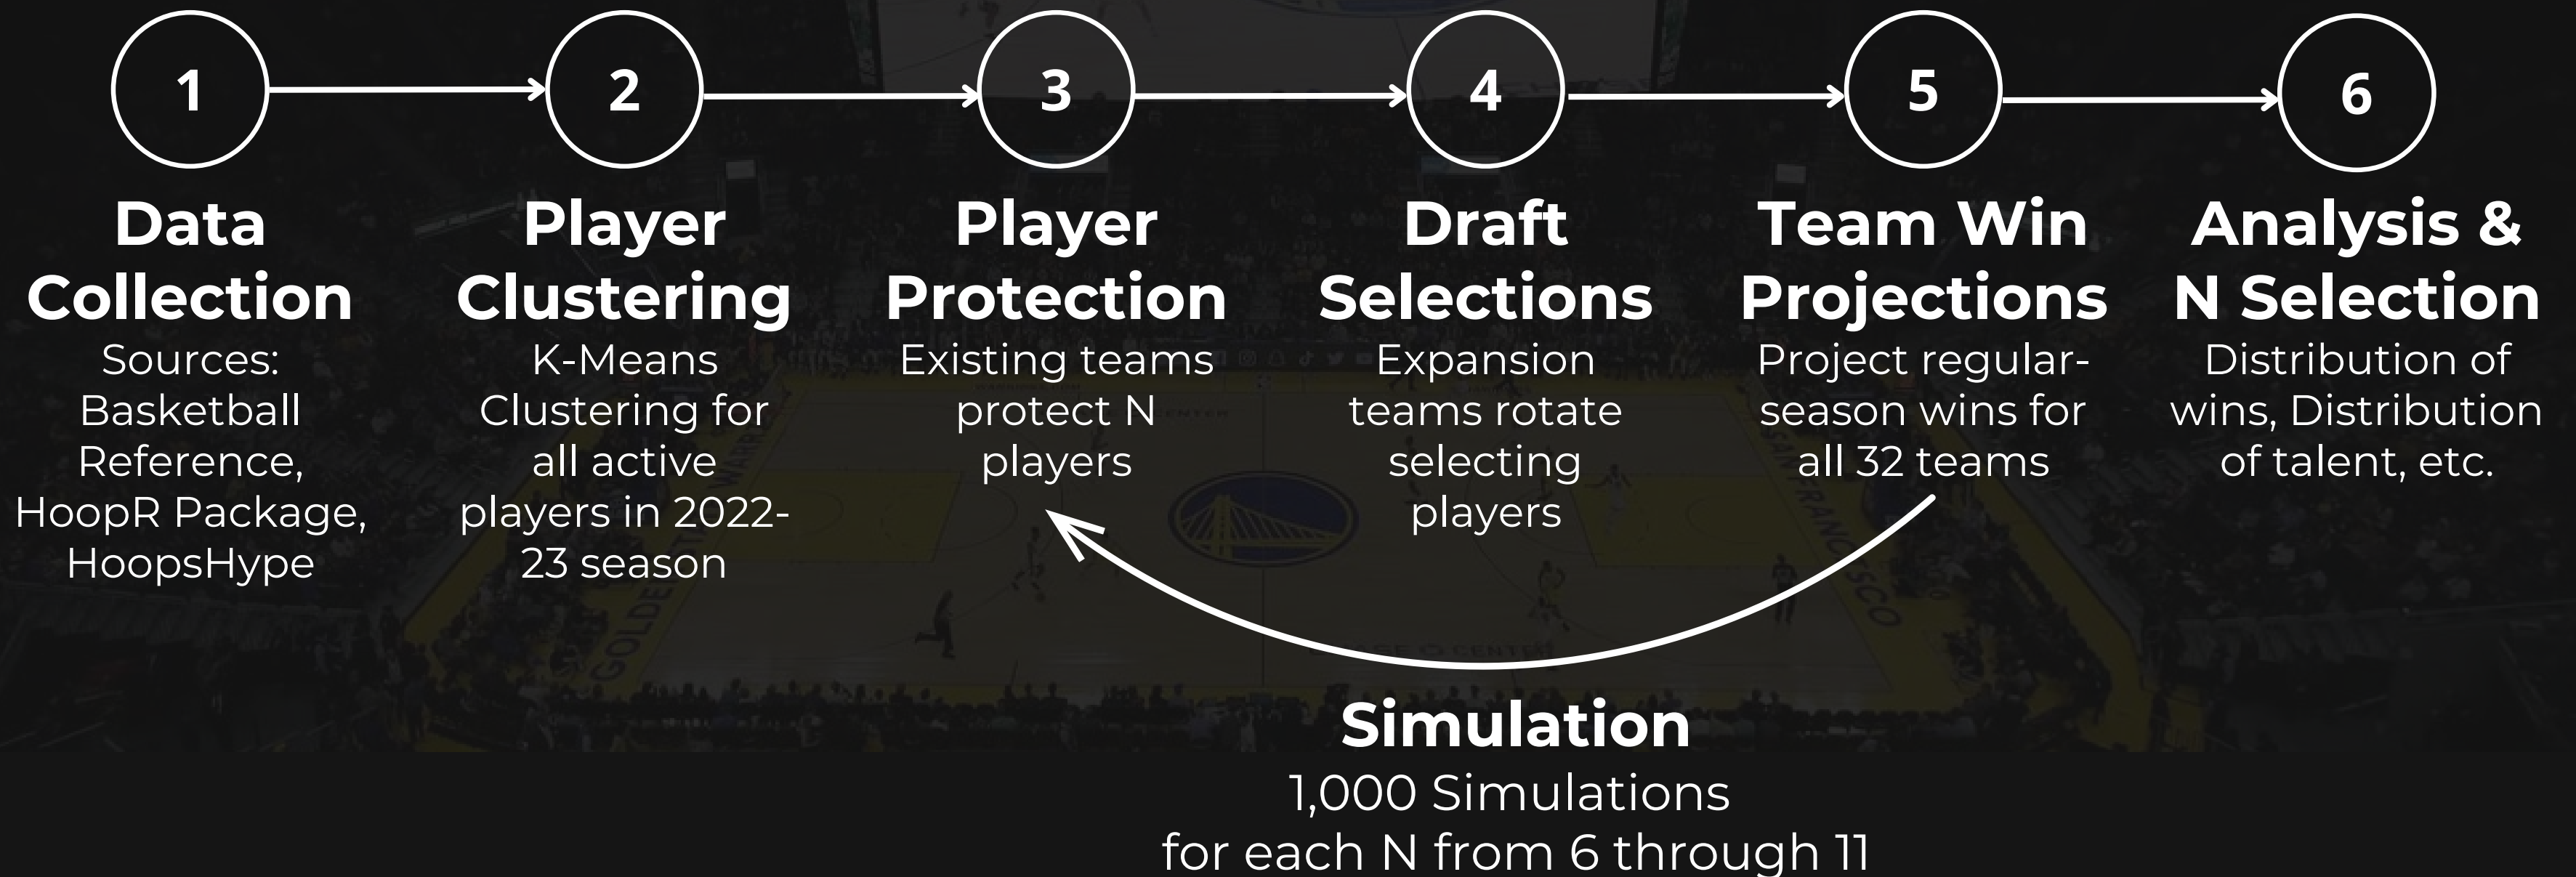 1
2
3
4
5
6
Data
Collection
Sources:
Basketball
Reference,
HoopR Package,
HoopsHype
Player
Clustering
K-Means
Clustering for
all active
players in 2022-
23 season
Player
Protection
Existing teams
protect N
players
Draft
Selections
Expansion
teams rotate
selecting
players
Team Win
Projections
Project regular-
season wins for
all 32 teams
Analysis &
N Selection
Distribution of
wins, Distribution
of talent, etc.
Simulation
1,000 Simulations
for each N from 6 through 11
GOLDEN
SAN FRANCISCO